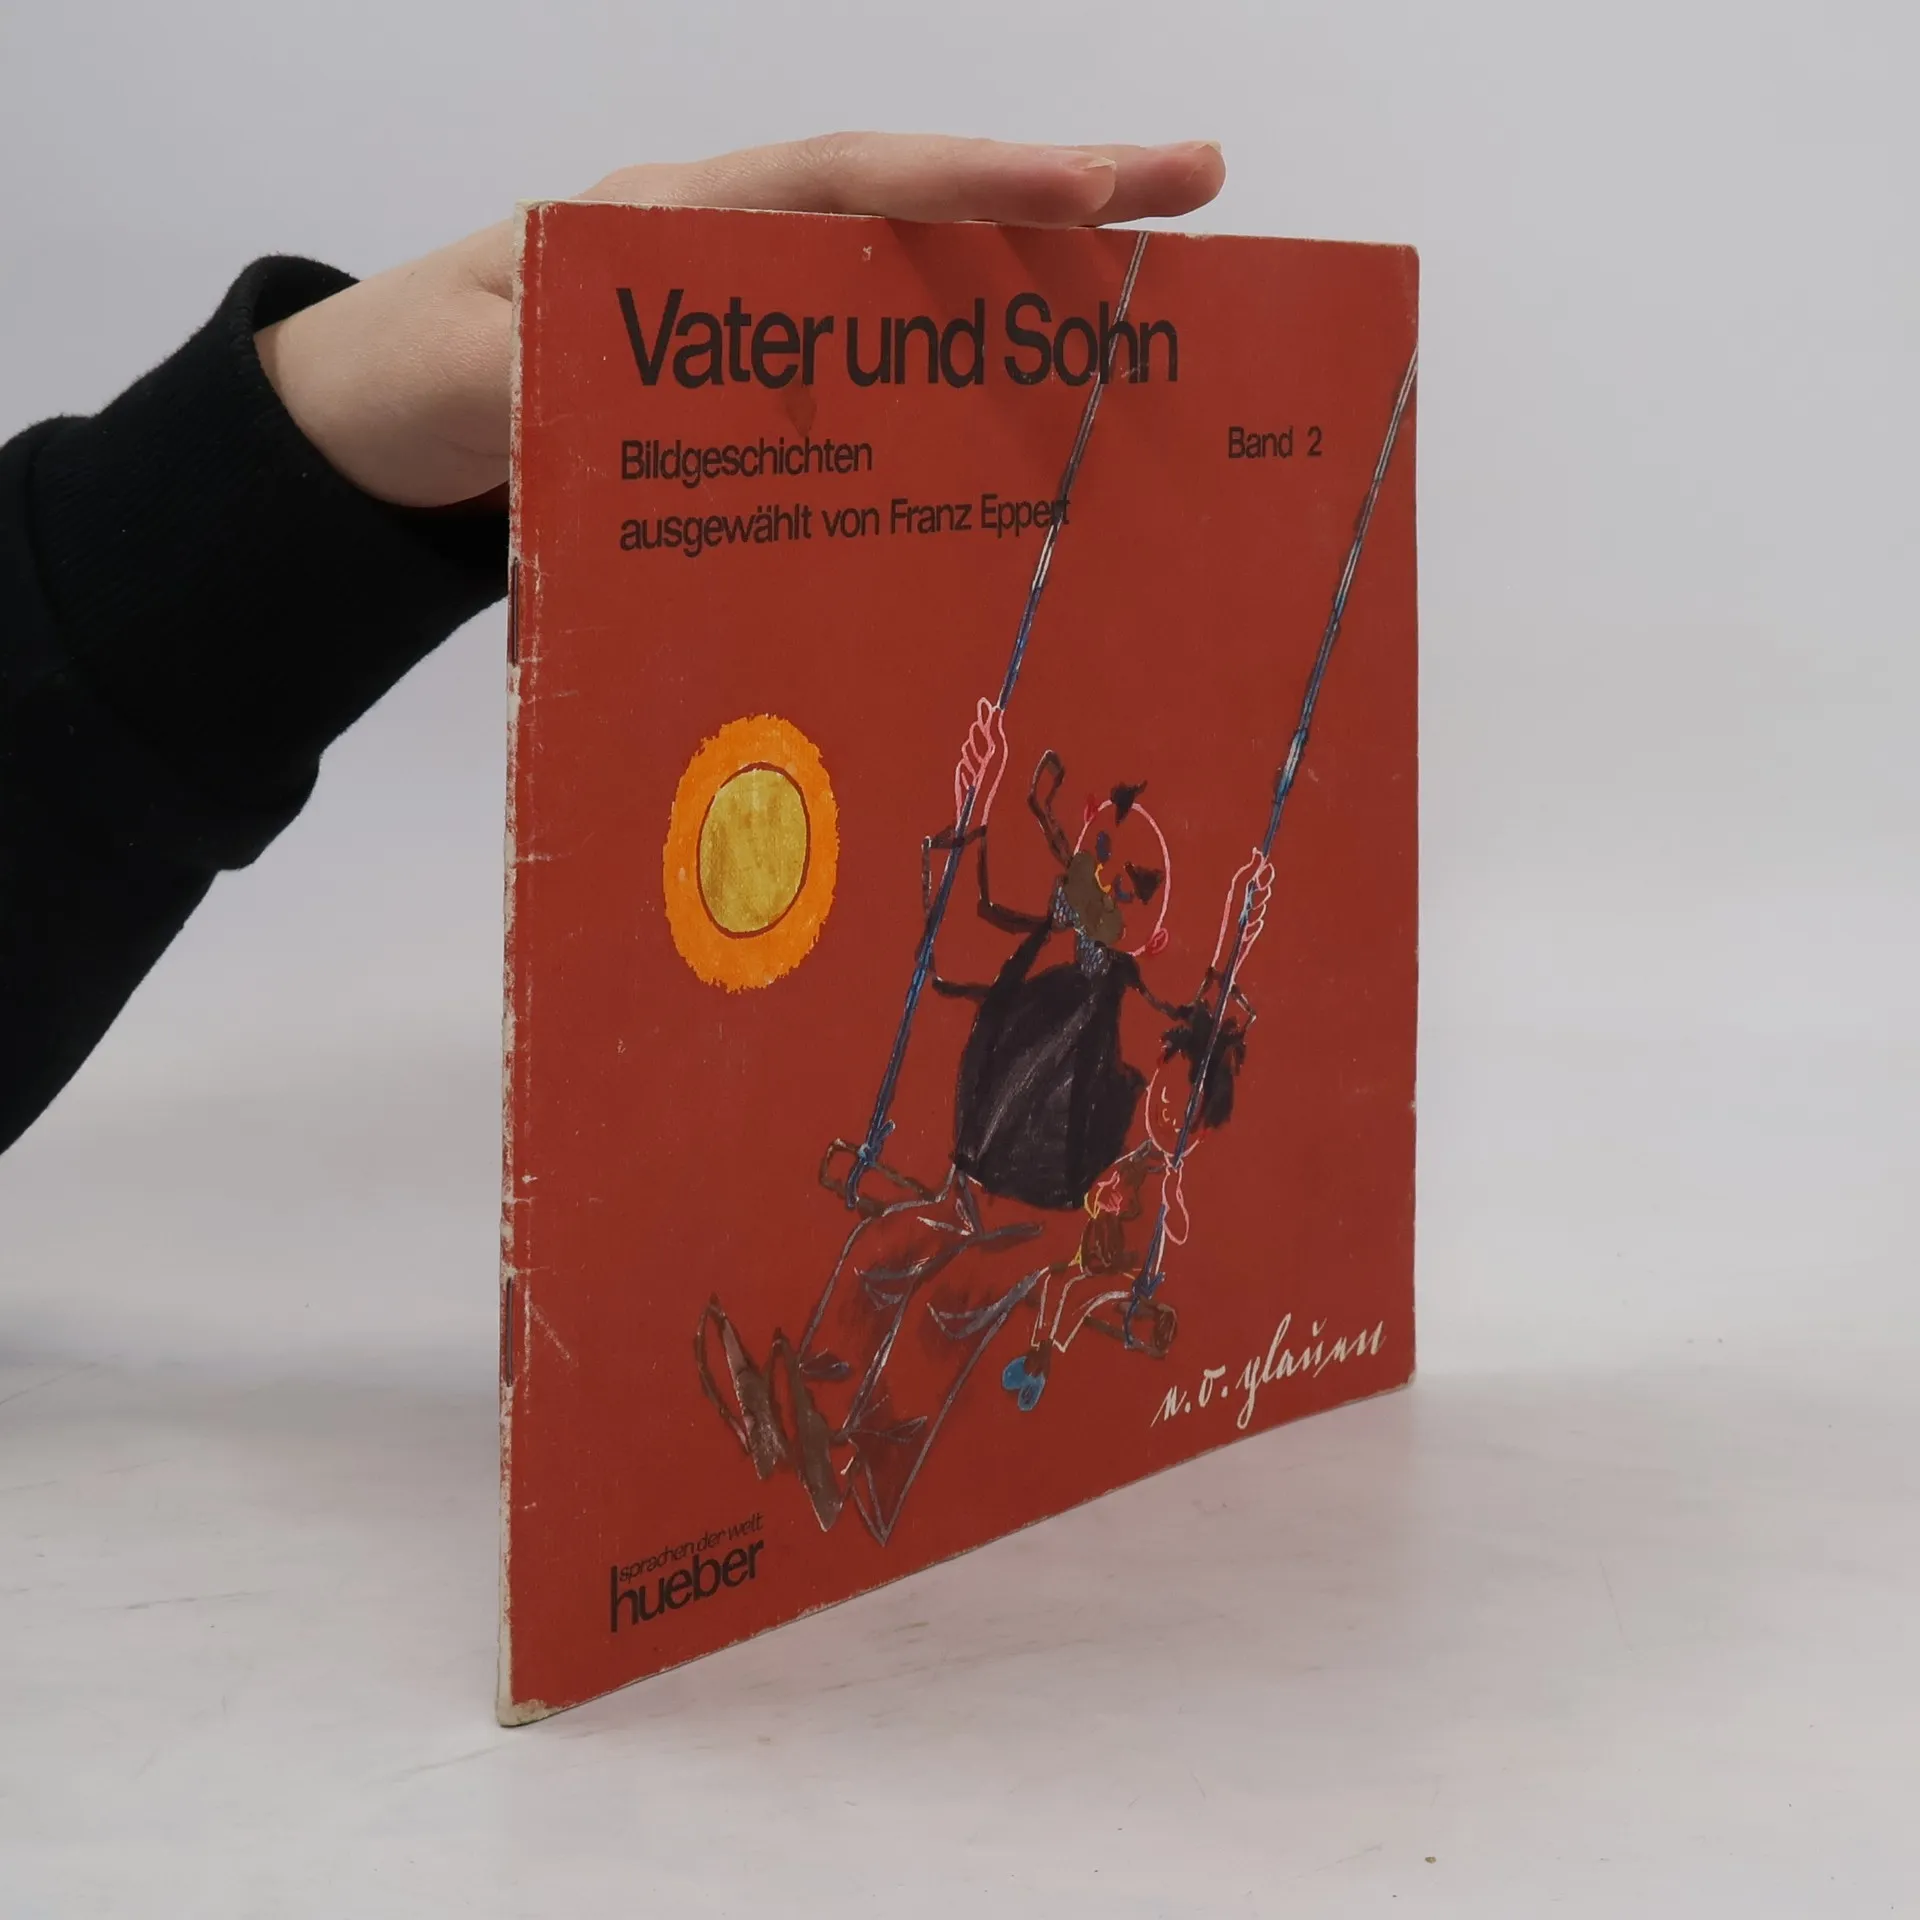 Vater und Sohn
Bildgeschichten
Band 2
ausgewählt von Franz Eppert
e. o. plauen
sprachen der welt
hueber